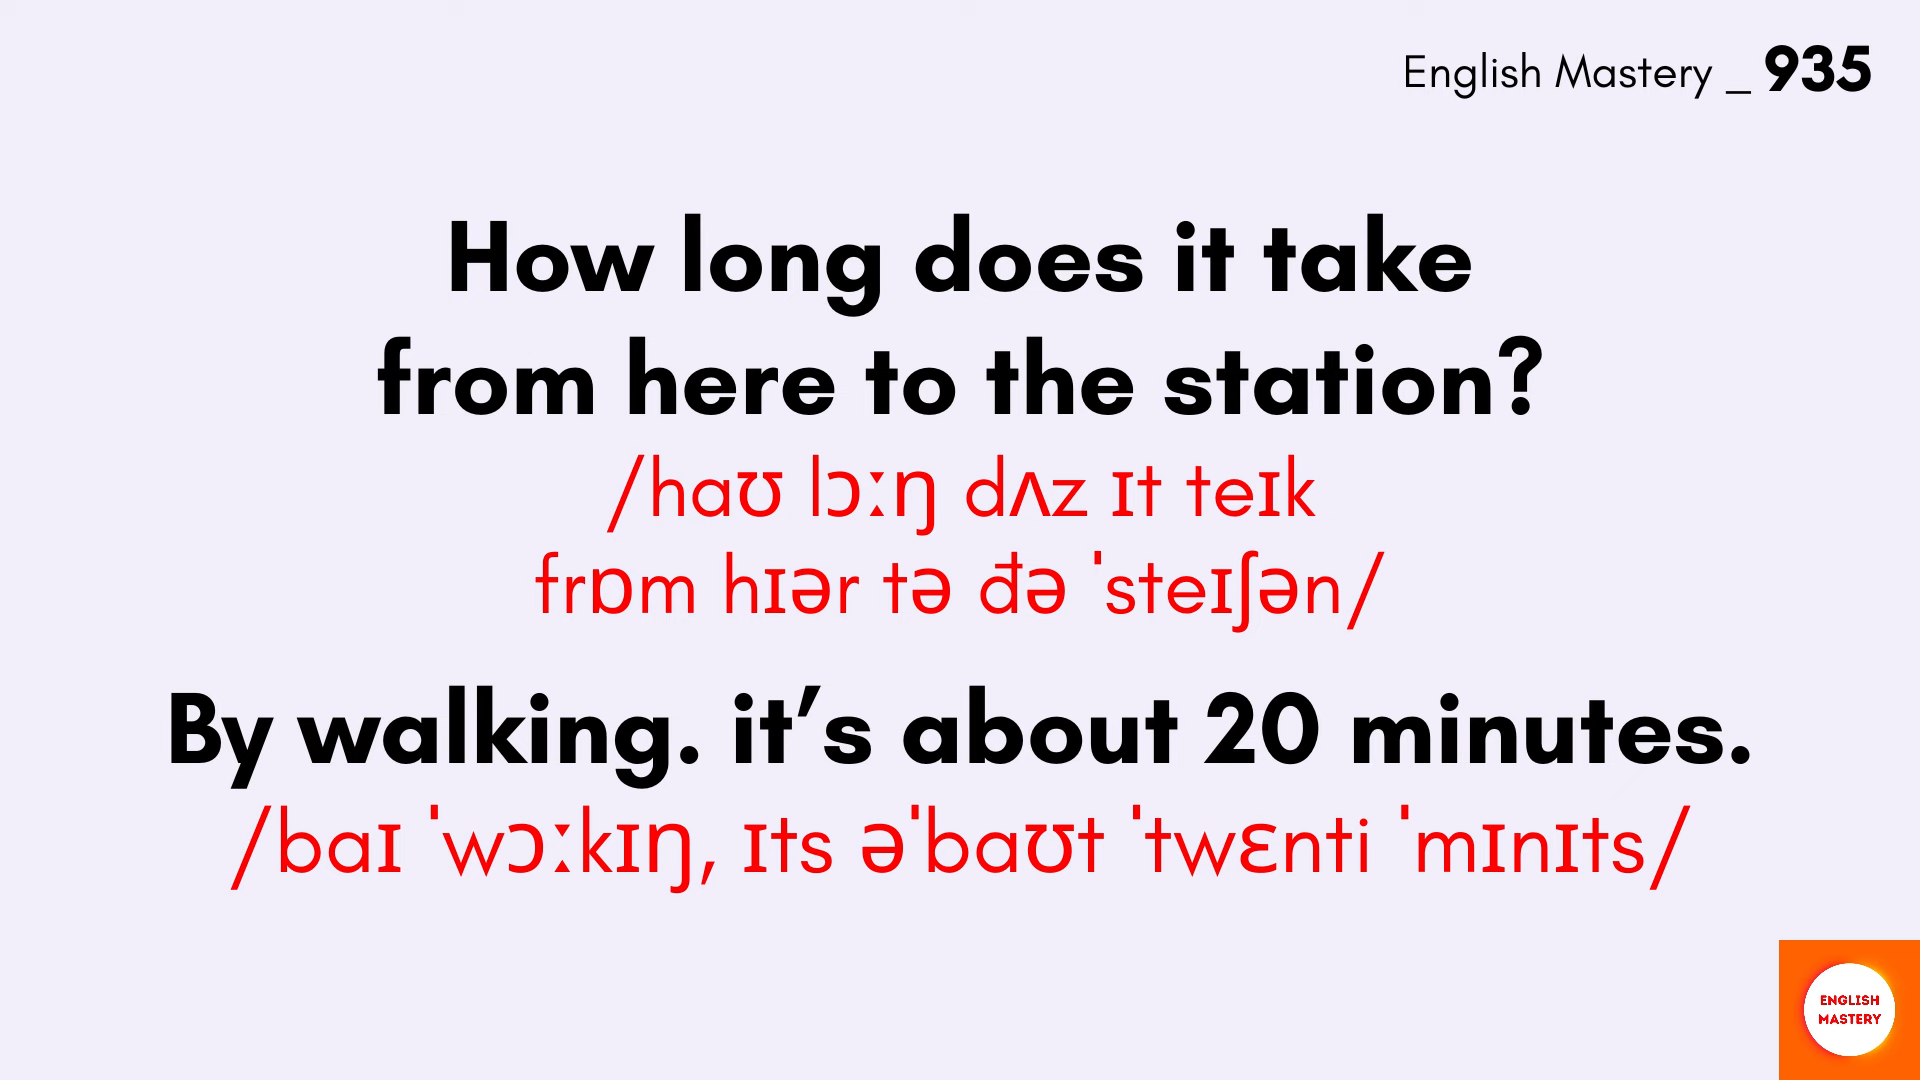 English Mastery _ 935
How long does it take
from here to the station?
/haʊ lɔːŋ dʌz ɪt teɪk
frɒm hɪər tə đə ˈsteɪʃən/
By walking. it’s about 20 minutes.
/baɪ ˈwɔːkɪŋ, ɪts əˈbaʊt ˈtwɛnti ˈmɪnɪts/
ENGLISH
MASTERY